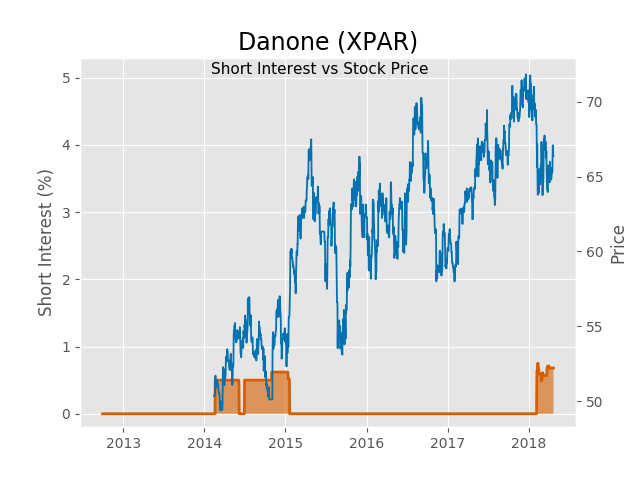 Danone (XPAR)
Short Interest vs Stock Price
Short Interest (%)
5
4
3
2
1
0
70
65
60
55
50
Price
2013 2014 2015 2016 2017 2018